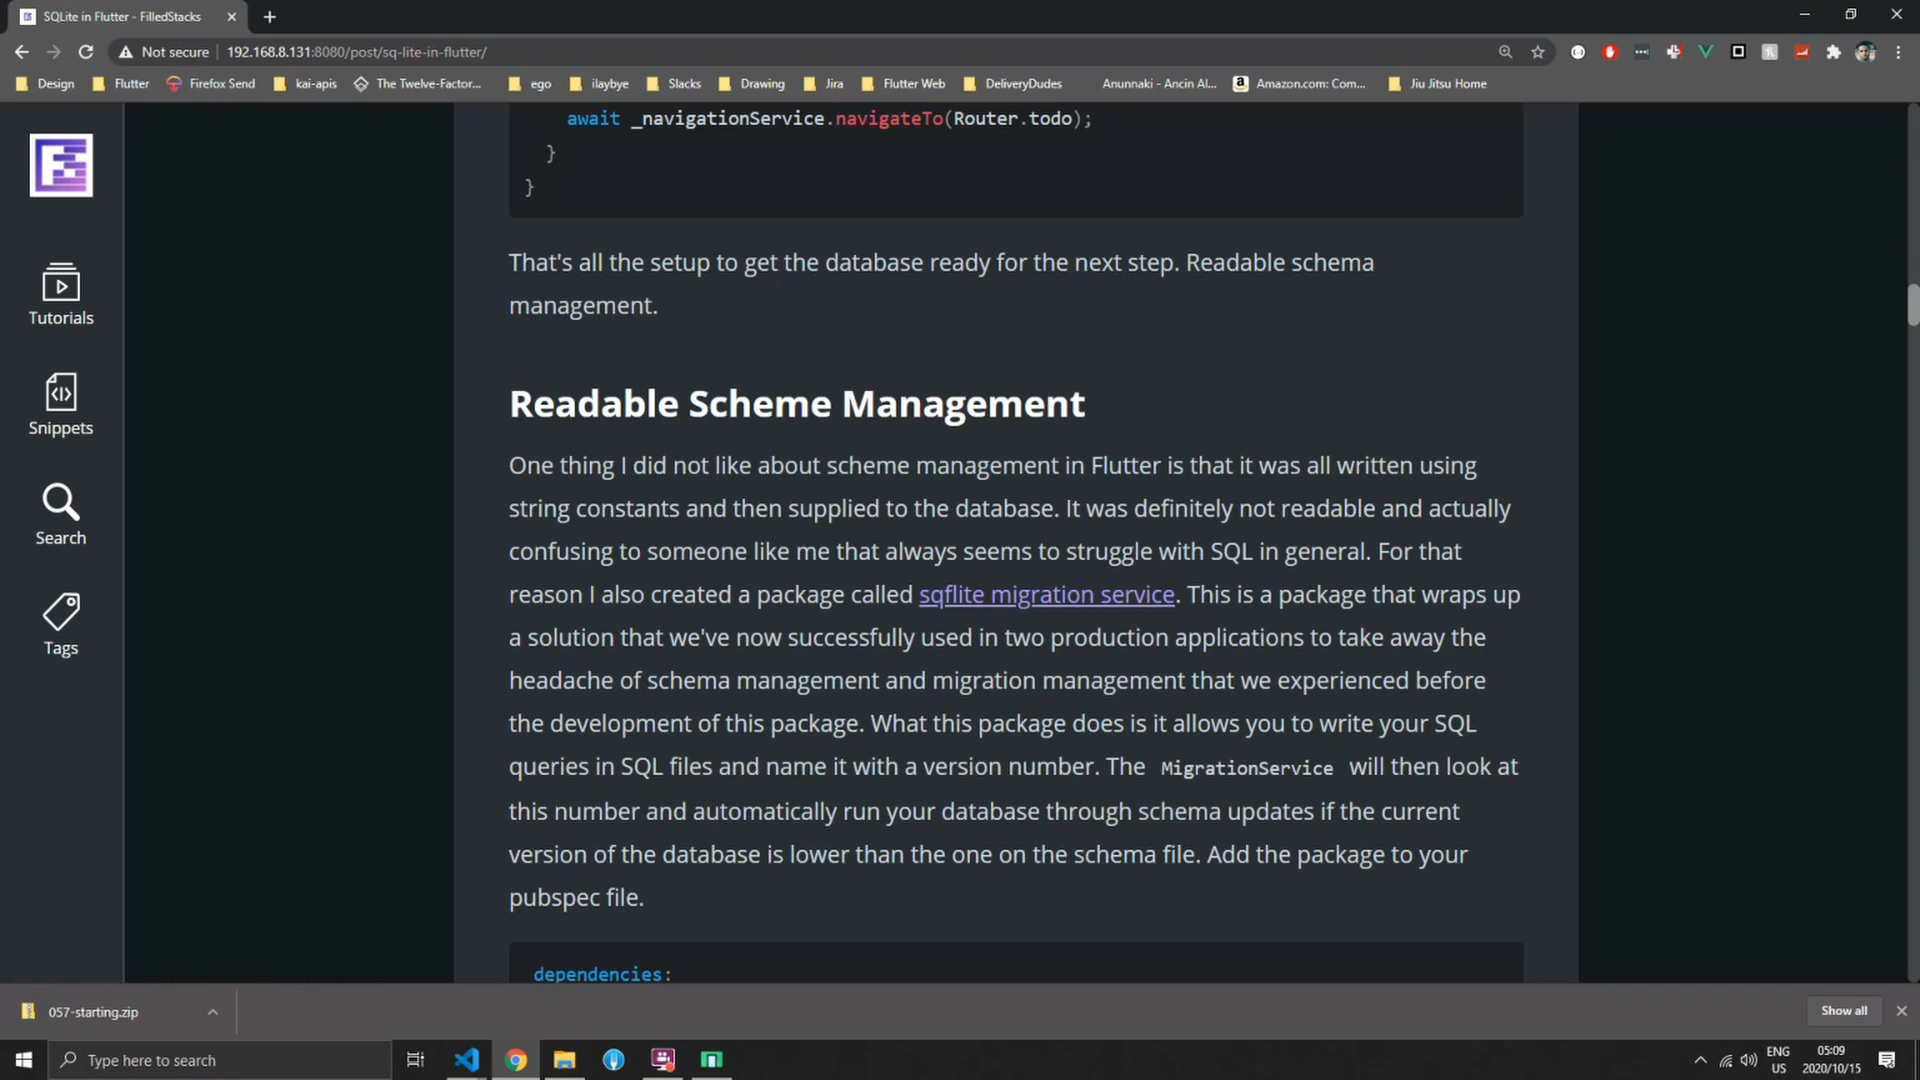 SQLite in Flutter - FilledStacks
Not secure
192.168.8.131:8080/post/sq-lite-in-flutter/
Design
Flutter
Firefox Send
kai-apis
The Twelve-Factor...
ego
ilaybye
Slacks
Drawing
Jira
Flutter Web
DeliveryDudes
Anunnaki - Ancin Al...
Amazon.com: Com...
Jiu Jitsu Home
Tutorials
Snippets
Search
Tags
await _navigationService.navigateTo(Router.todo);
}
}
That's all the setup to get the database ready for the next step. Readable schema
management.
Readable Scheme Management
One thing I did not like about scheme management in Flutter is that it was all written using
string constants and then supplied to the database. It was definitely not readable and actually
confusing to someone like me that always seems to struggle with SQL in general. For that
reason I also created a package called sqflite migration service. This is a package that wraps up
a solution that we've now successfully used in two production applications to take away the
headache of schema management and migration management that we experienced before
the development of this package. What this package does is it allows you to write your SQL
queries in SQL files and name it with a version number. The MigrationService will then look at
this number and automatically run your database through schema updates if the current
version of the database is lower than the one on the schema file. Add the package to your
pubspec file.
dependencies:
057-starting.zip
Show all
Type here to search
ENG
US
05:09
2020/10/15